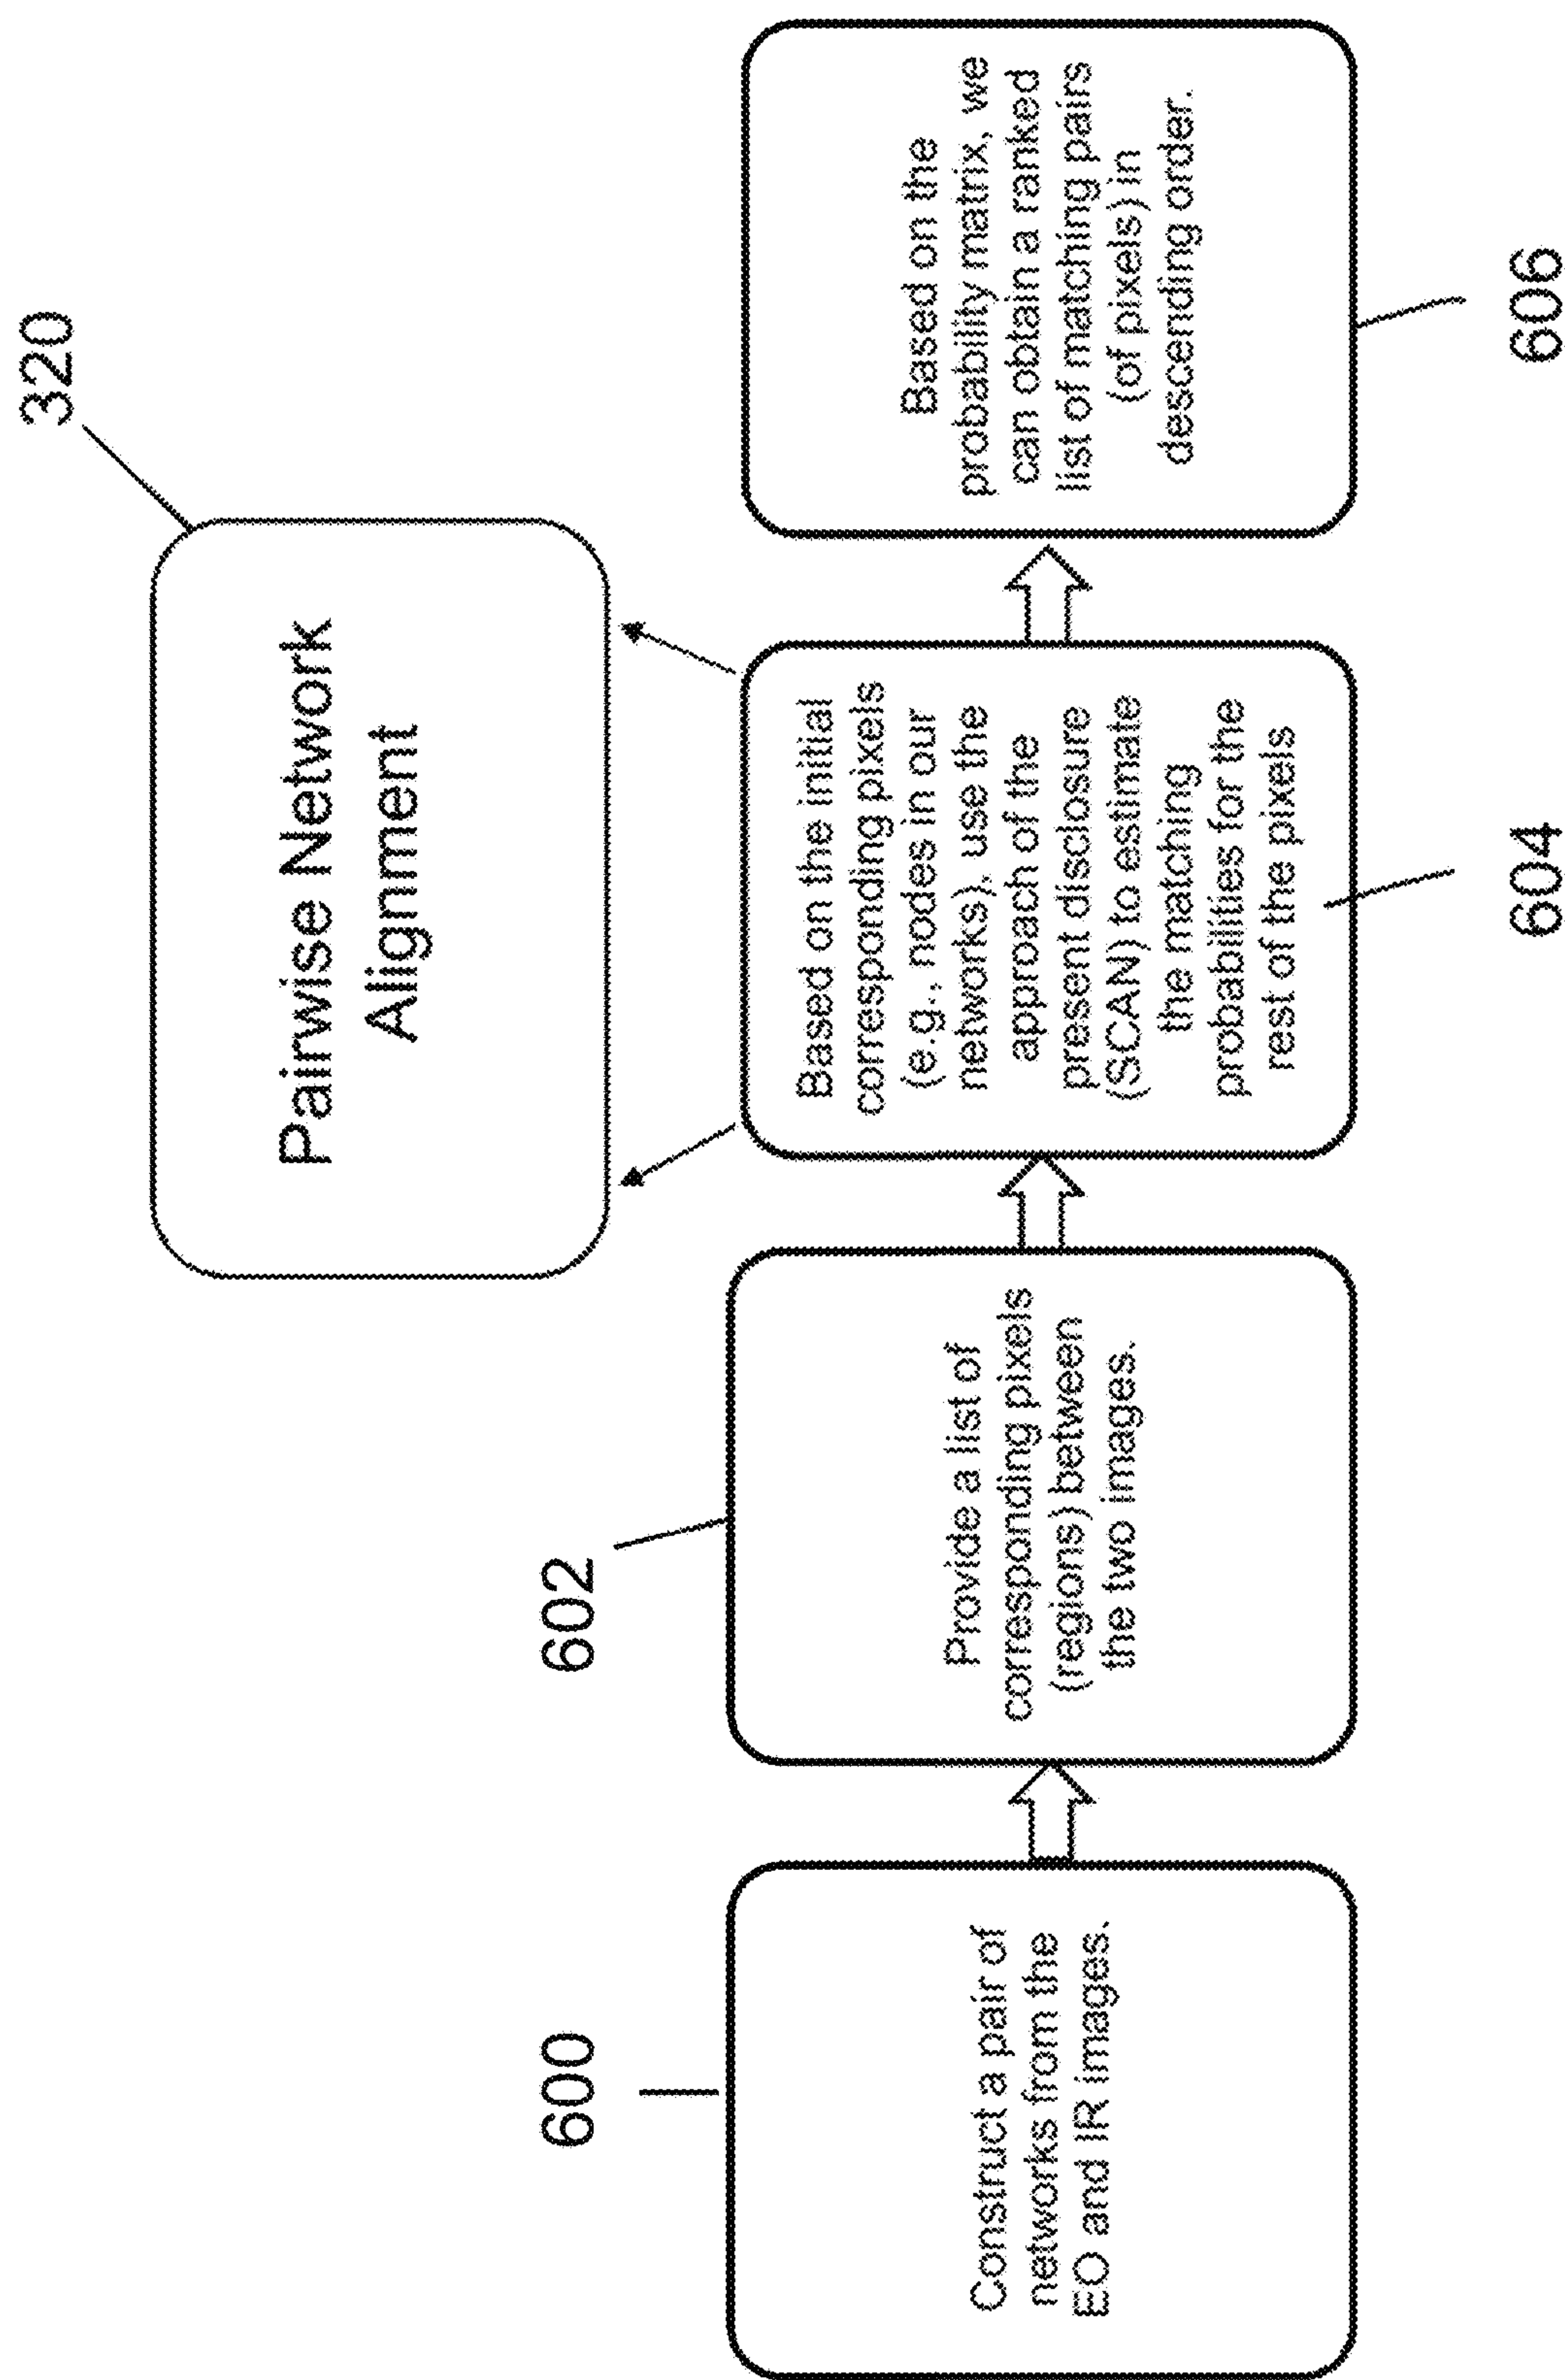 320
Pairwise Network
Alignment
600
Construct a pair of
networks from the
EO and IR images.
602
Provide a list of
corresponding pixels
(regions) between
the two images.
Based on the initial
corresponding pixels
(e.g., nodes in our
networks), use the
approach of the
present disclosure
(SCAN) to estimate
the matching
probabilities for the
rest of the pixels
604
Based on the
probability matrix, we
can obtain a ranked
list of matching pairs
(of pixels) in
descending order.
606